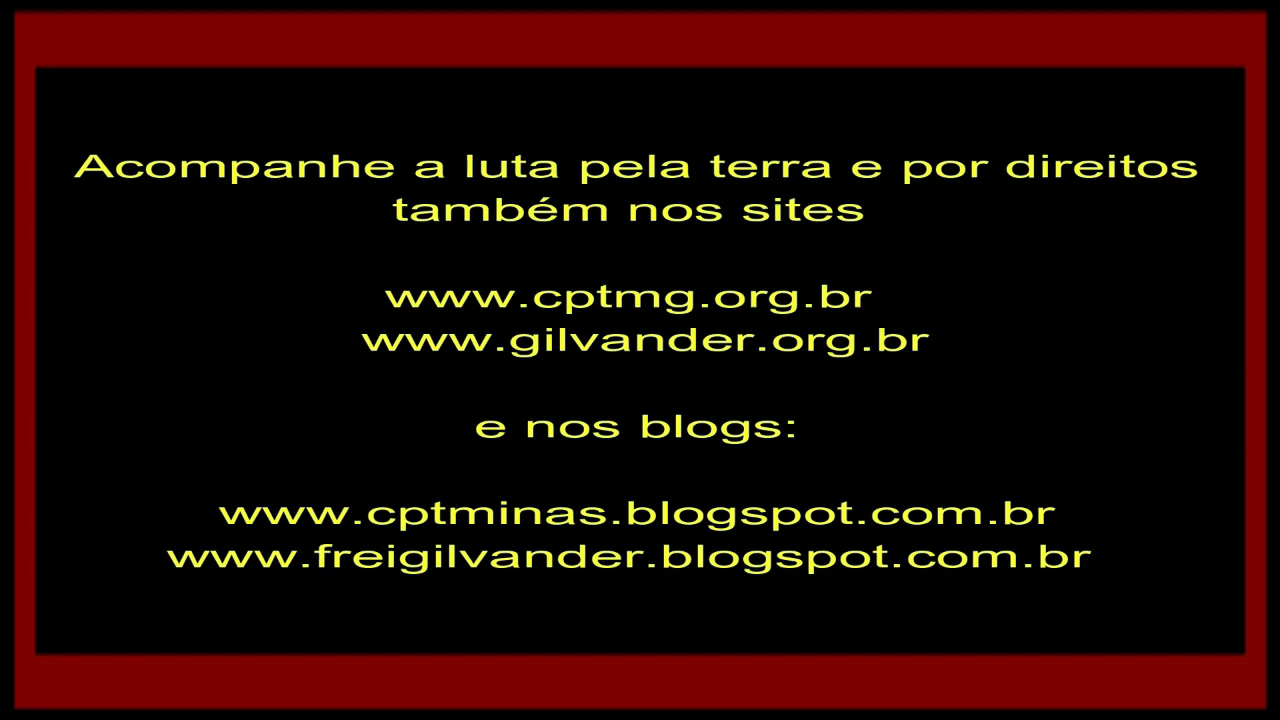 Acompanhe a luta pela terra e por direitos
também nos sites
www.cptmg.org.br
www.gilvander.org.br
e nos blogs:
www.cptminas.blogspot.com.br
www.freigilvander.blogspot.com.br